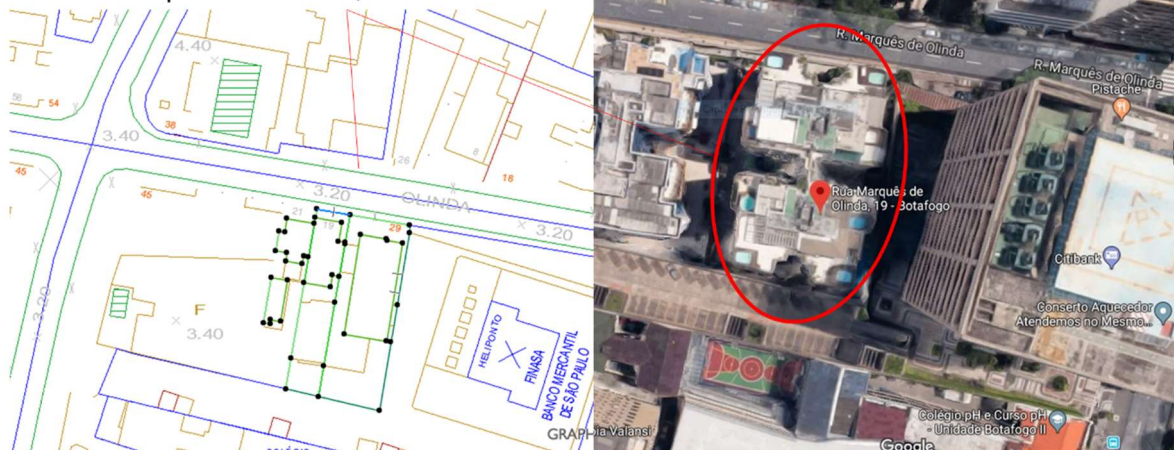 4.40
58
54
38
3.40
26
8
18
45
45
3.20
OLINDA
3.20
21
19
29
3.20
F
3.40
HELIPONTO
FINASA
BANCO MERCANTIL
DE SÃO PAULO
GRAPH
R. Marquês de Olinda
R. Marquês de Olinda
Pistache
Rua Marquês de
Olinda, 19 - Botafogo
Citibank
Conserto Aquecedor
Atendemos no Mesmo...
Colégio pH e Curso pH
- Unidade Botafogo II
ia Valansi
Google